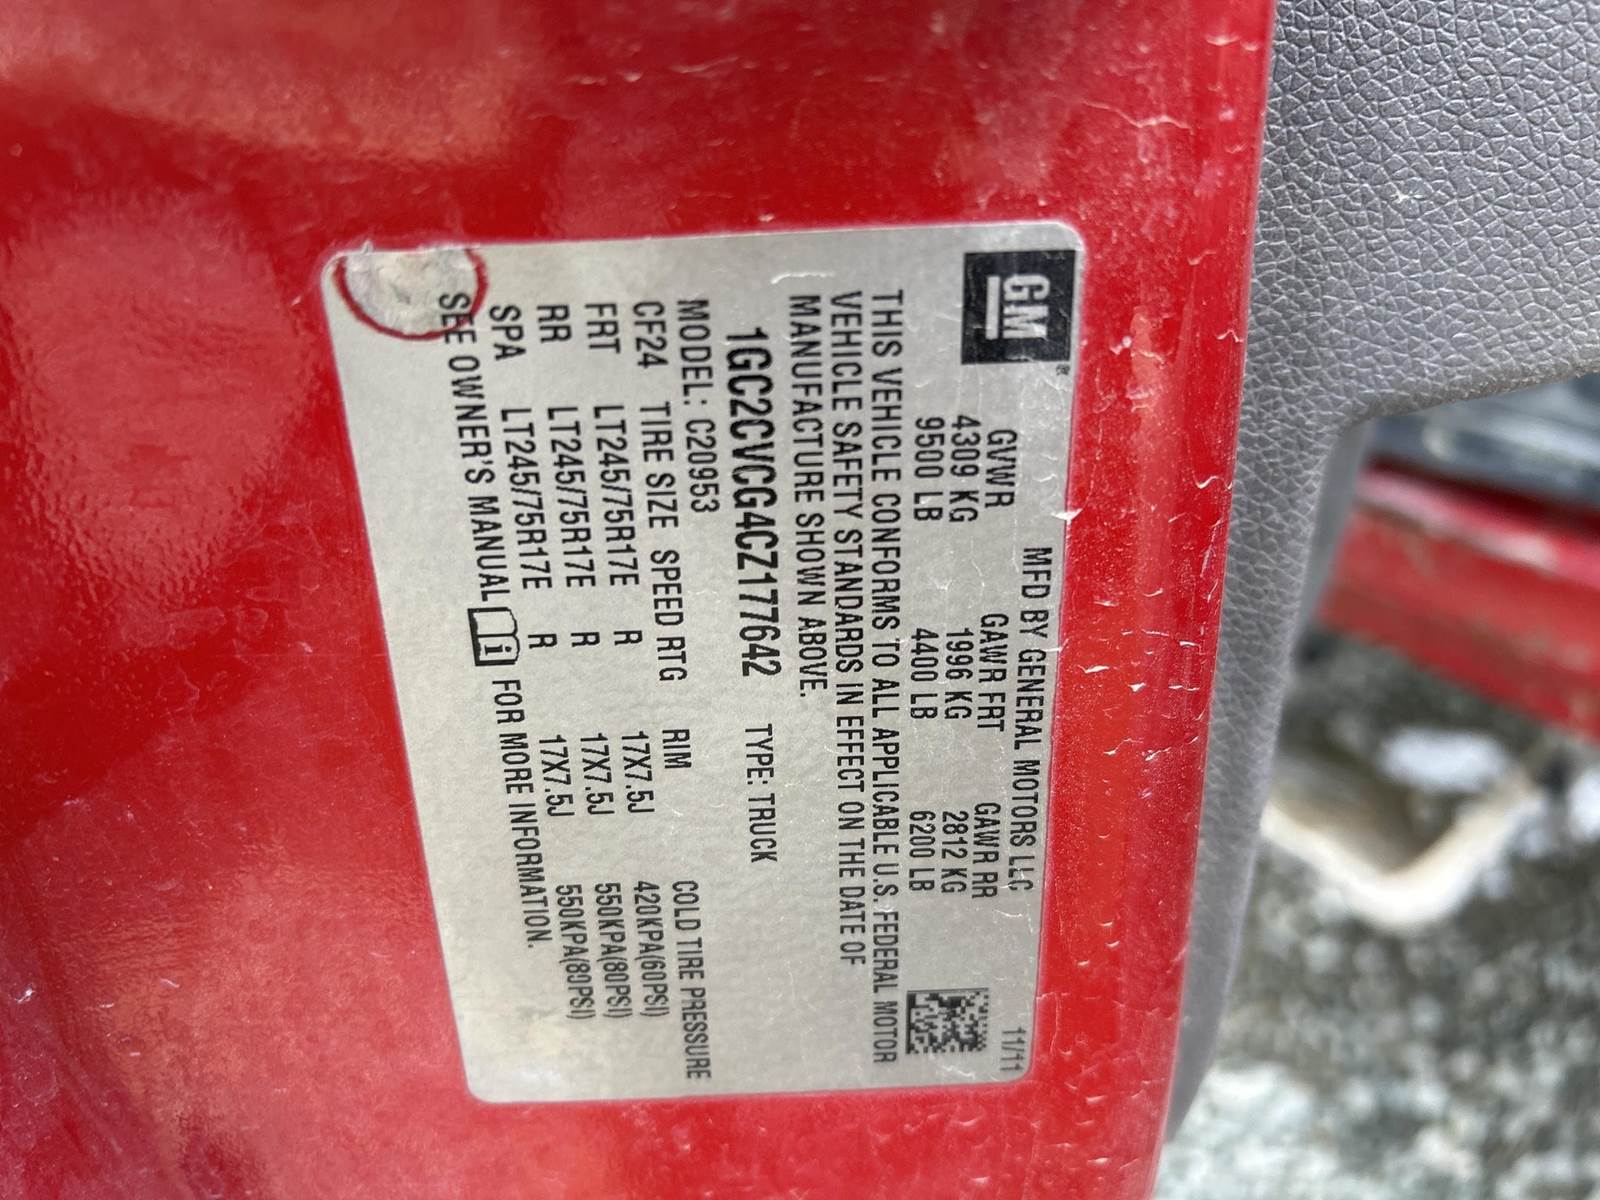 GM®
MFD BY GENERAL MOTORS LLC 11/11
GVWR GAWR FRT GAWR RR
4309 KG 1996 KG 2812 KG
9500 LB 4400 LB 6200 LB
THIS VEHICLE CONFORMS TO ALL APPLICABLE U.S. FEDERAL MOTOR
VEHICLE SAFETY STANDARDS IN EFFECT ON THE DATE OF
MANUFACTURE SHOWN ABOVE.
1GC2CVCG4CZ177642 TYPE: TRUCK
MODEL: C20953
CF24 TIRE SIZE SPEED RTG RIM COLD TIRE PRESSURE
FRT LT245/75R17E R 17X7.5J 420KPA(60PSI)
RR LT245/75R17E R 17X7.5J 550KPA(80PSI)
SPA LT245/75R17E R 17X7.5J 550KPA(80PSI)
SEE OWNER'S MANUAL i FOR MORE INFORMATION.